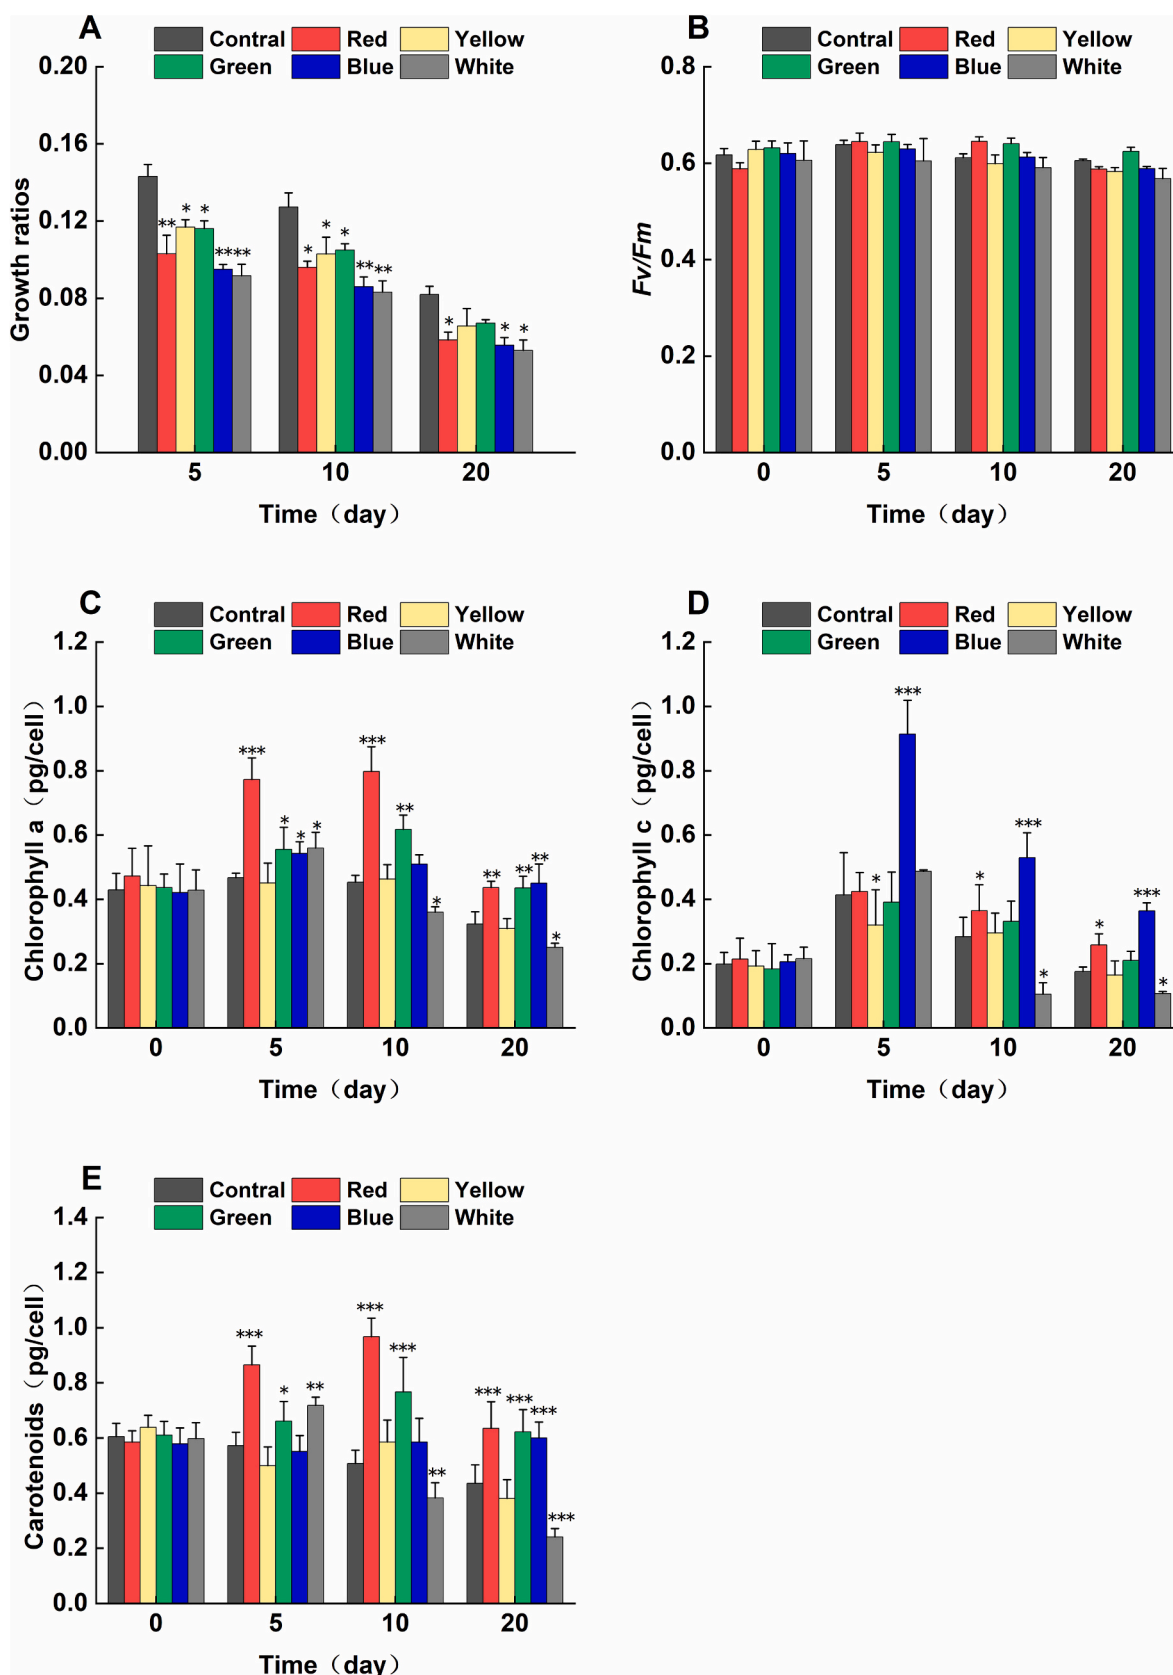 A
Contral Red Yellow
Green Blue White
0.20
0.16
0.12
0.08
0.04
0.00
Growth ratios
** * * ** **
* * * ** **
* * *
5 10 20
Time（day）
B
Contral Red Yellow
Green Blue White
0.8
0.6
0.4
0.2
0.0
Fv/Fm
0 5 10 20
Time（day）
C
Contral Red Yellow
Green Blue White
1.2
1.0
0.8
0.6
0.4
0.2
0.0
Chlorophyll a（pg/cell）
*** * * *
*** ** *
** ** ** *
0 5 10 20
Time（day）
D
Contral Red Yellow
Green Blue White
1.2
1.0
0.8
0.6
0.4
0.2
0.0
Chlorophyll c（pg/cell）
* ***
* *** *
* *** *
0 5 10 20
Time（day）
E
Contral Red Yellow
Green Blue White
1.4
1.2
1.0
0.8
0.6
0.4
0.2
0.0
Carotenoids（pg/cell）
*** * **
*** *** **
*** *** *** ***
0 5 10 20
Time（day）